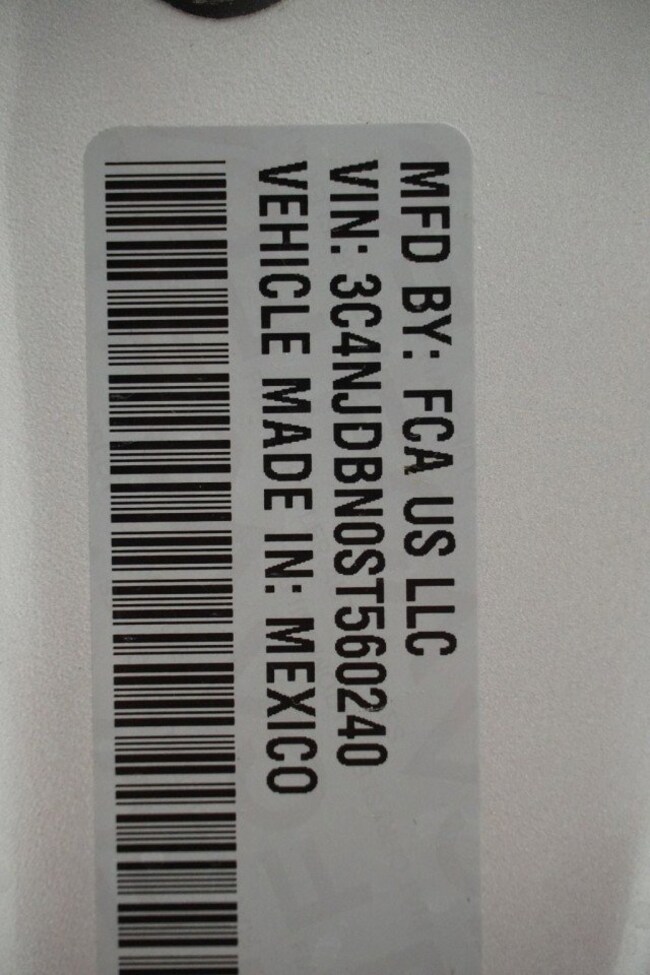 MFD BY: FCA US LLC
VIN: 3C4NJDBN0ST560240
VEHICLE MADE IN: MEXICO